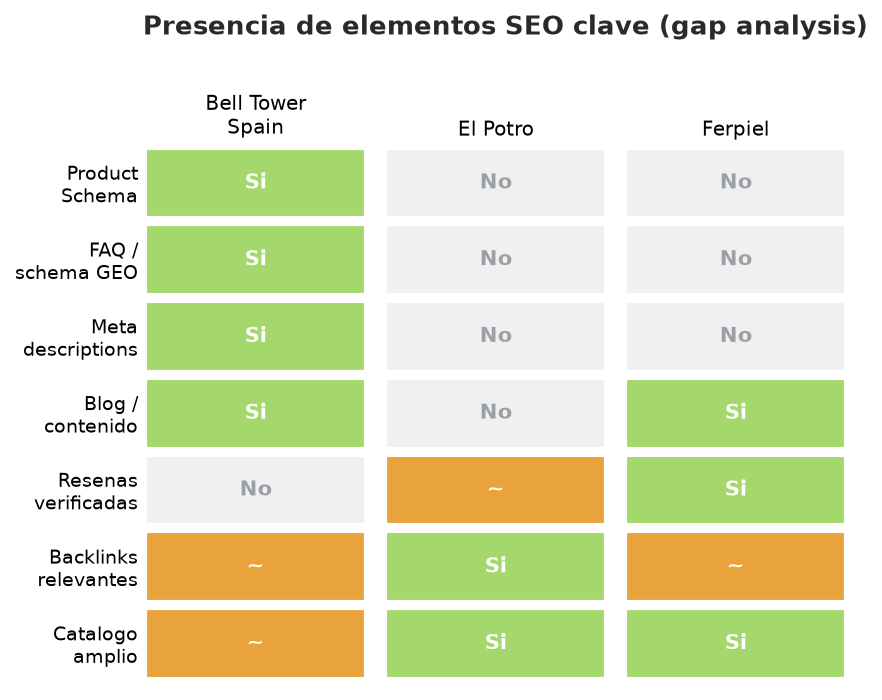 Presencia de elementos SEO clave (gap analysis)
Bell Tower
Spain
El Potro
Ferpiel
Product
Schema
Si
No
No
FAQ /
schema GEO
Si
No
No
Meta
descriptions
Si
No
No
Blog /
contenido
Si
No
Si
Resenas
verificadas
No
~
Si
Backlinks
relevantes
~
Si
~
Catalogo
amplio
~
Si
Si